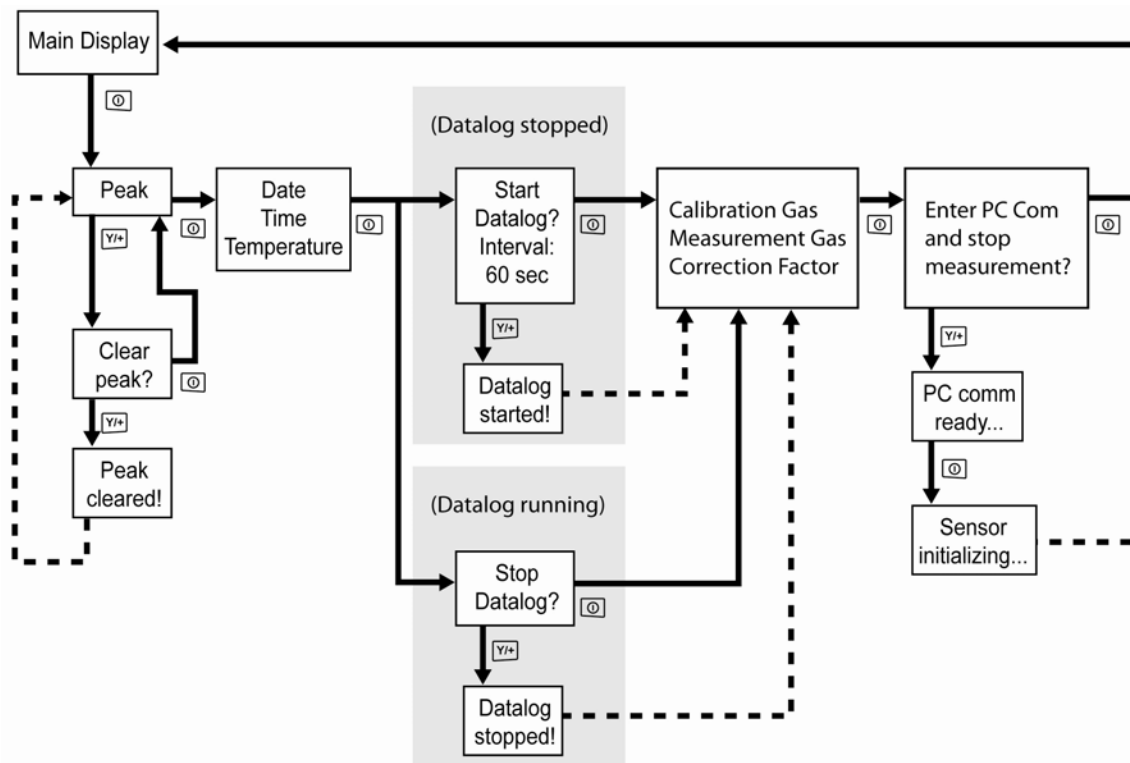 Main Display
Peak
Y/+
Clear
peak?
Y/+
Peak
cleared!
Date
Time
Temperature
(Datalog stopped)
Start
Datalog?
Interval:
60 sec
Y/+
Datalog
started!
(Datalog running)
Stop
Datalog?
Y/+
Datalog
stopped!
Calibration Gas
Measurement Gas
Correction Factor
Enter PC Com
and stop
measurement?
Y/+
PC comm
ready...
Sensor
initializing...